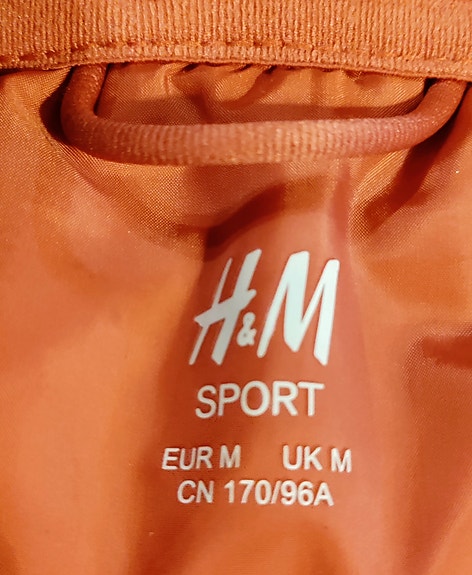 H&M
SPORT
EUR M UK M
CN 170/96A